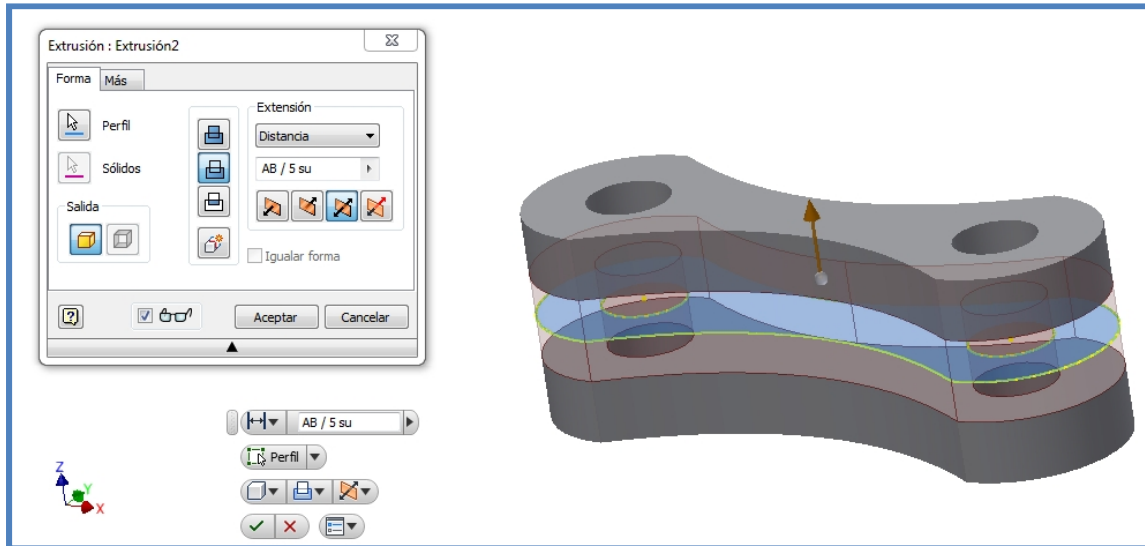 Extrusión : Extrusión2
Forma Más
Perfil
Sólidos
Salida
Extensión
Distancia
AB / 5 su
Igualar forma
Aceptar Cancelar
AB / 5 su
Perfil
Z
Y
X